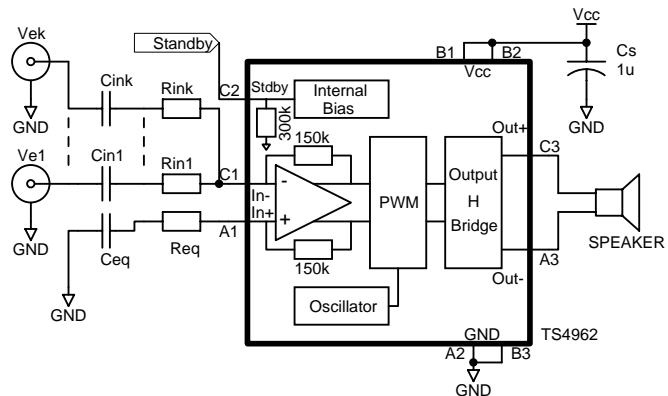 Vek
GND
Cink
Rink
Standby
C2
Stdby
Internal
Bias
300k
B1
B2
Vcc
Vcc
Cs
1u
GND
Ve1
GND
Cin1
Rin1
C1
In-
In+
-
+
150k
150k
PWM
Output
H
Bridge
Out+
C3
SPEAKER
A3
Out-
Ceq
Req
A1
GND
Oscillator
GND
A2
B3
TS4962
GND